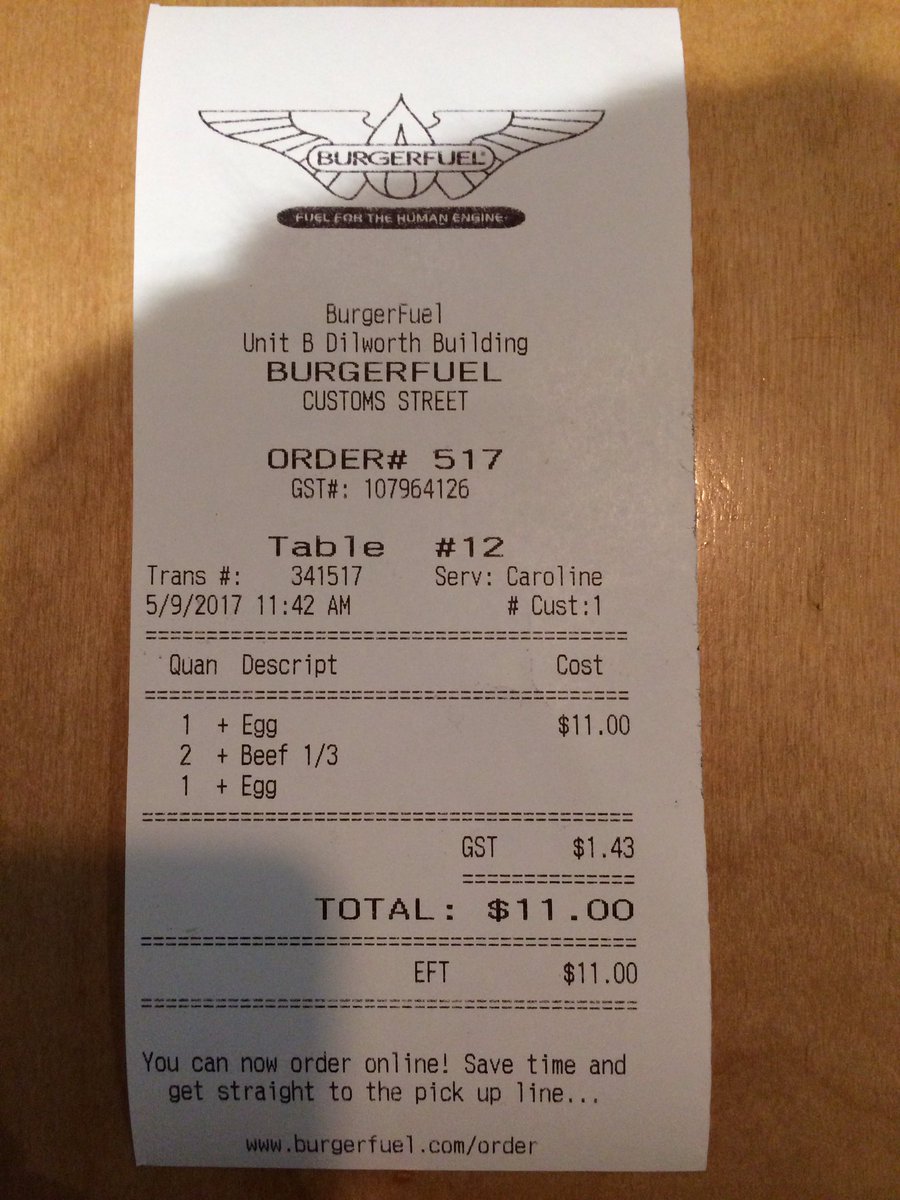 BURGERFUEL
FUEL FOR THE HUMAN ENGINE
BurgerFuel
Unit B Dilworth Building
BURGERFUEL
CUSTOMS STREET
ORDER# 517
GST#: 107964126
Table #12
Trans #: 341517 Serv: Caroline
5/9/2017 11:42 AM # Cust:1
========================================
Quan Descript Cost
========================================
1 + Egg $11.00
2 + Beef 1/3
1 + Egg
========================================
GST $1.43
==============
TOTAL: $11.00
========================================
EFT $11.00
========================================
You can now order online! Save time and
get straight to the pick up line...
www.burgerfuel.com/order